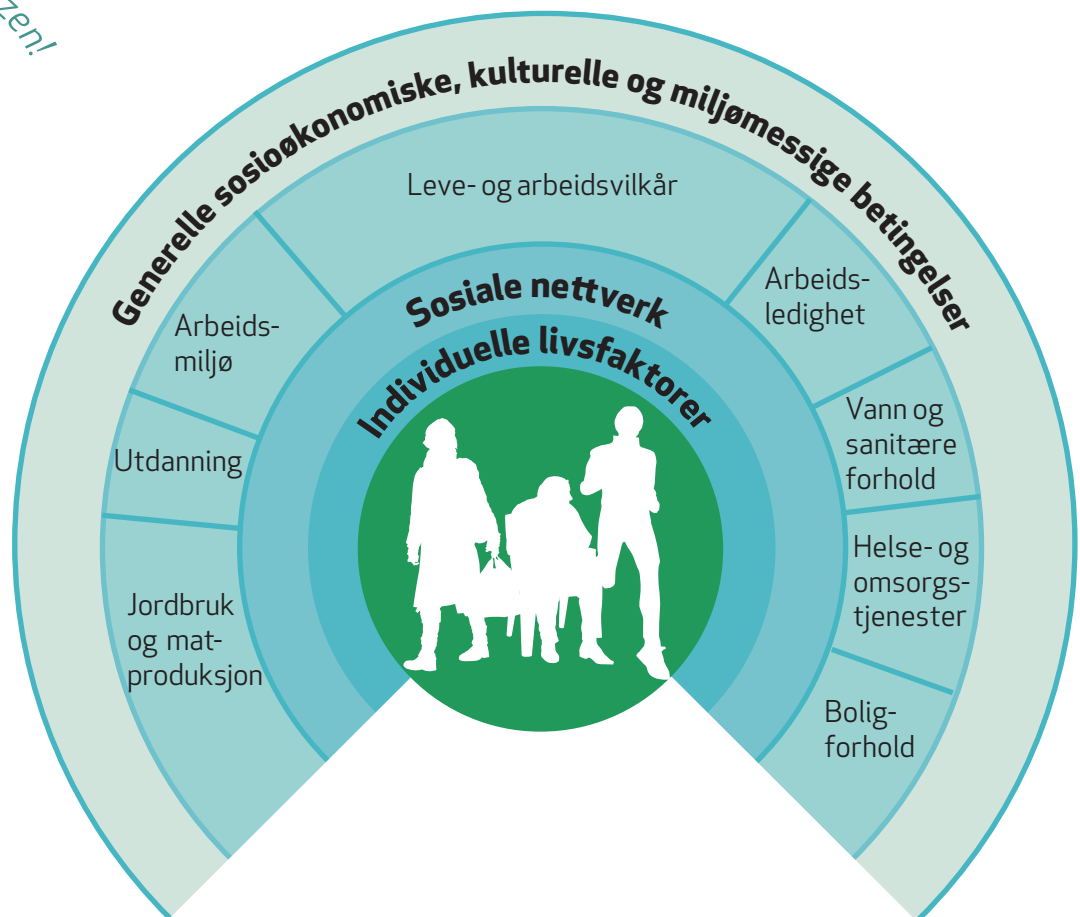 zen!
Generelle sosioøkonomiske, kulturelle og miljømessige betingelser
Leve- og arbeidsvilkår
Sosiale nettverk
Individuelle livsfaktorer
Jordbruk
og mat-
produksjon
Utdanning
Arbeids-
miljø
Arbeids-
ledighet
Vann og
sanitære
forhold
Helse- og
omsorgs-
tjenester
Bolig-
forhold